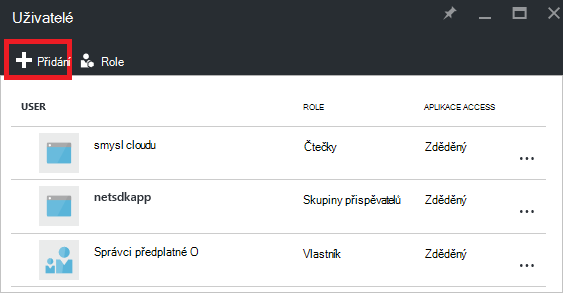 Uživatelé
Přidání Role
USER ROLE APLIKACE ACCESS
smysl cloudu Čtečky Zděděný
netsdkapp Skupiny přispěvatelů Zděděný
Správci předplatné O Vlastník Zděděný